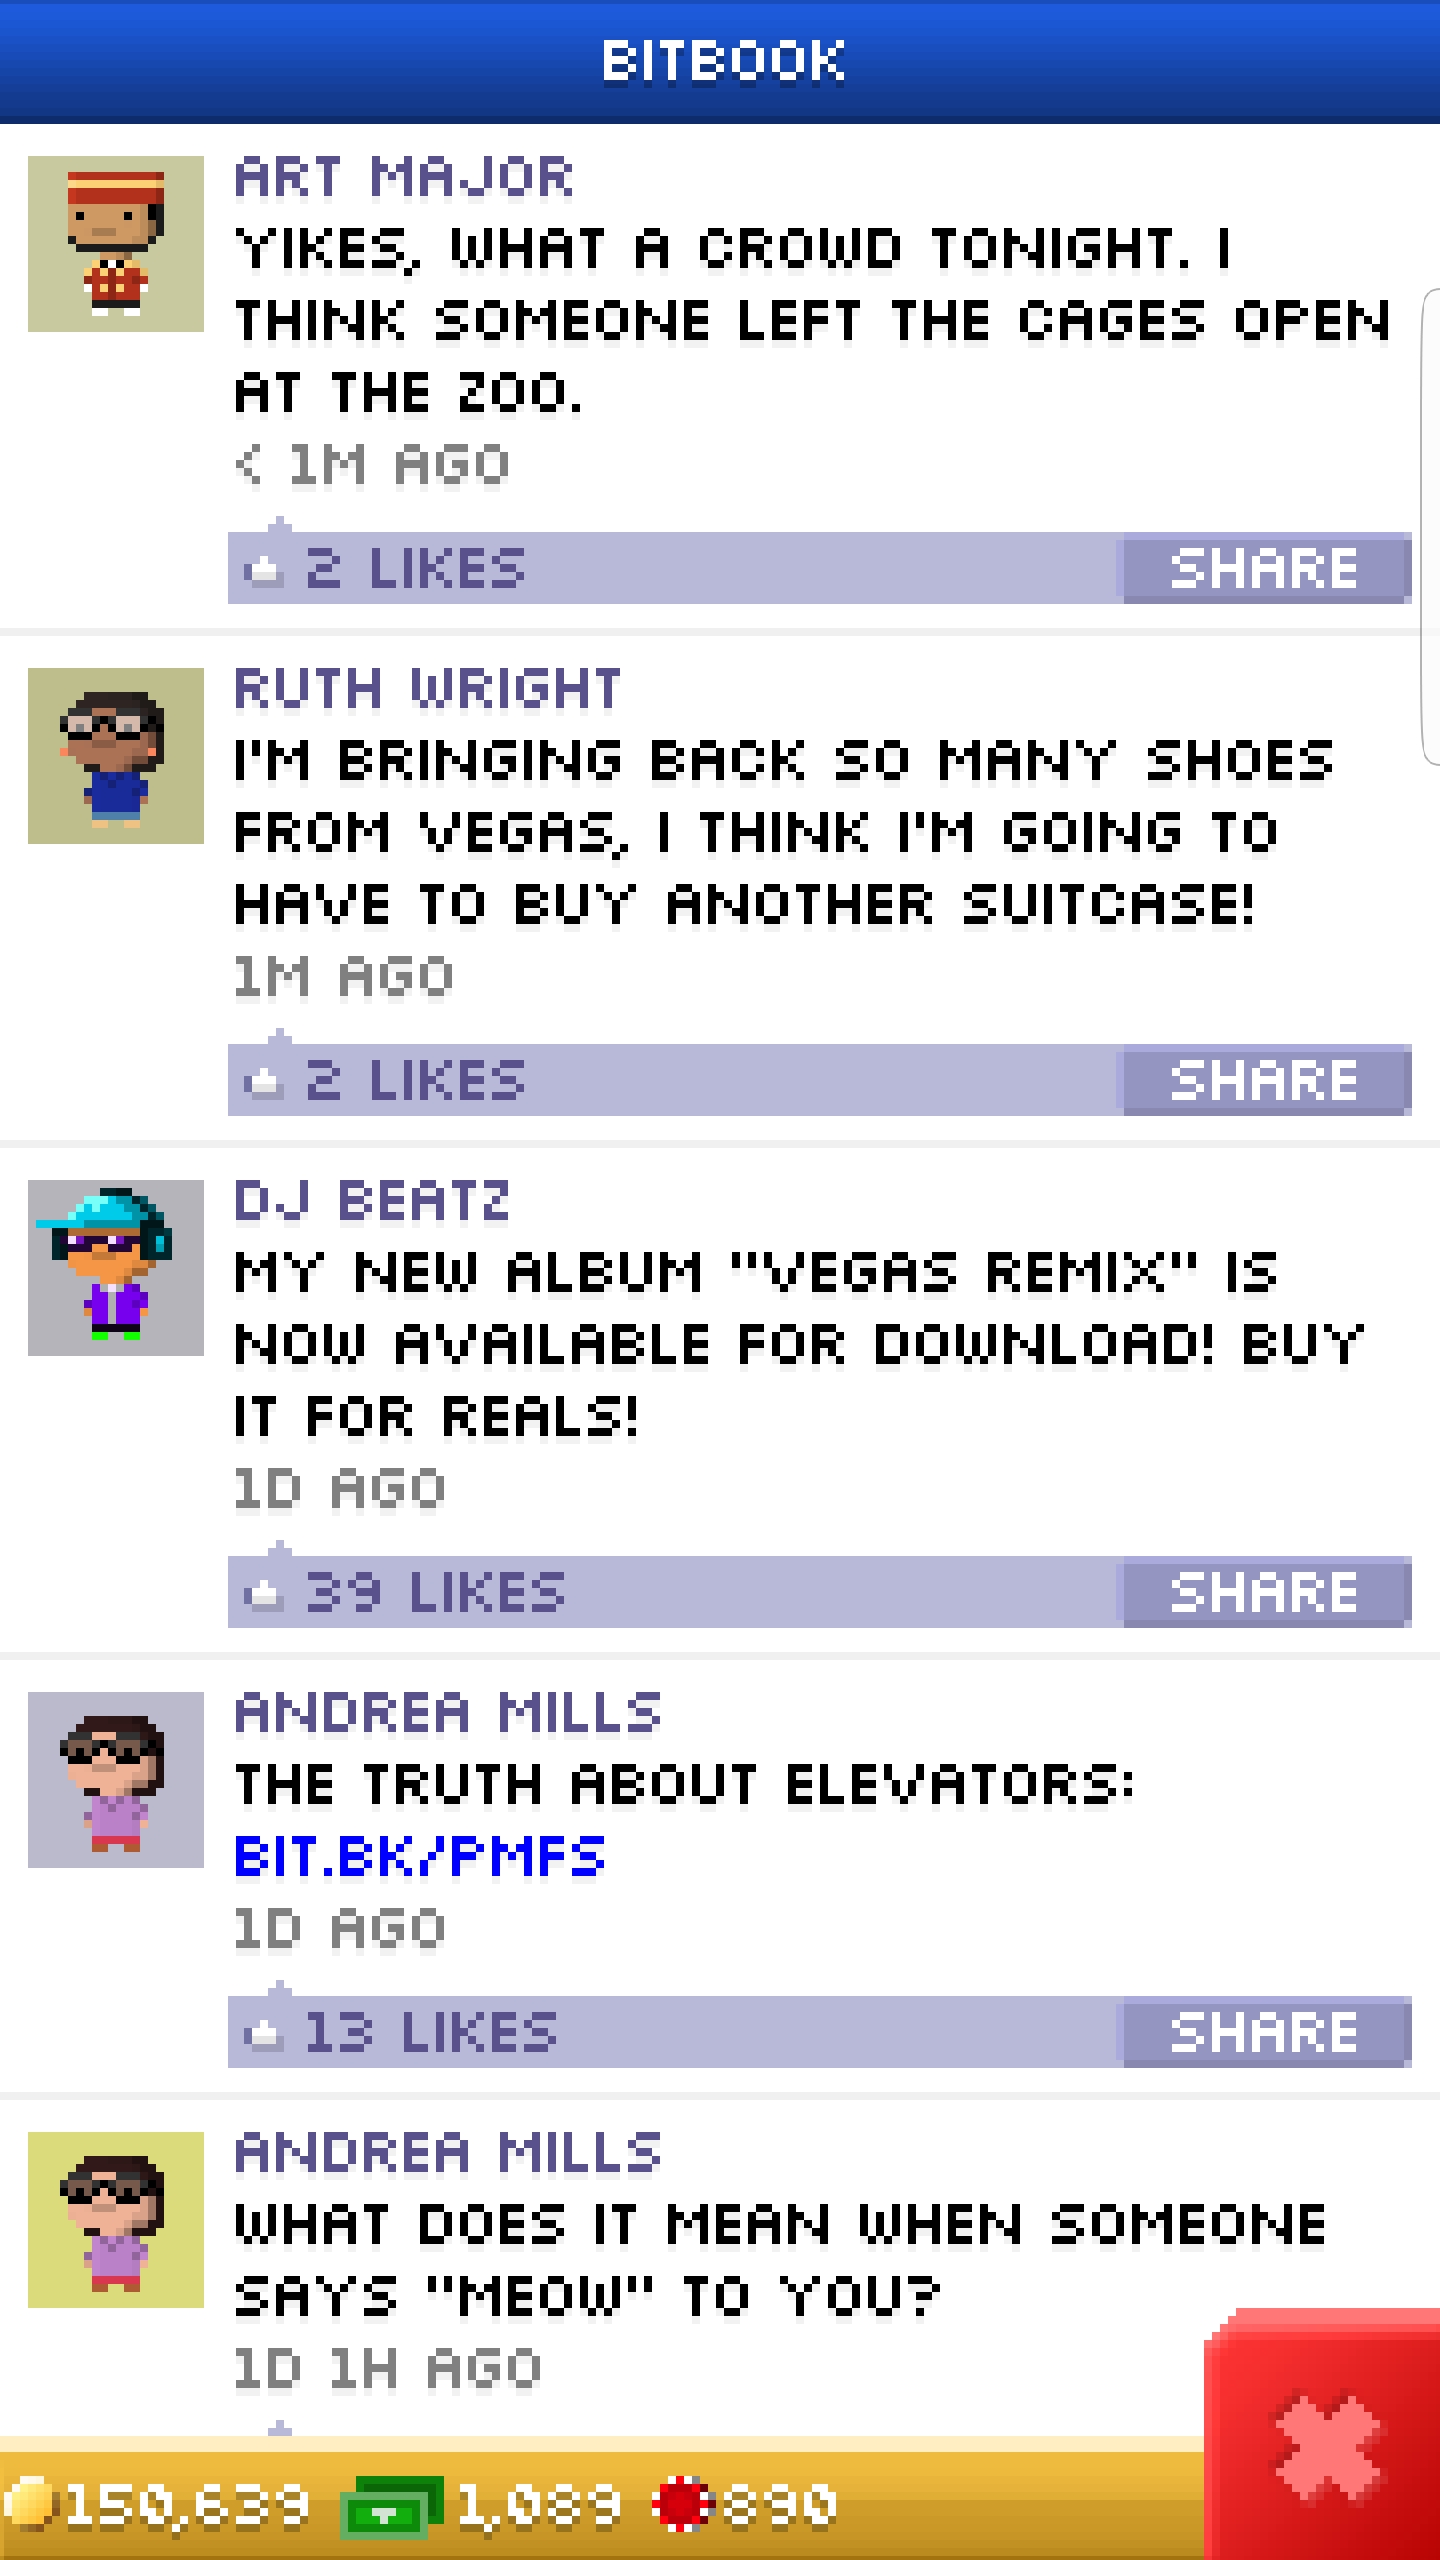 BITBOOK
ART MAJOR
YIKES, WHAT A CROWD TONIGHT. I
THINK SOMEONE LEFT THE CAGES OPEN
AT THE ZOO.
< 1M AGO
2 LIKES SHARE
RUTH WRIGHT
I'M BRINGING BACK SO MANY SHOES
FROM VEGAS, I THINK I'M GOING TO
HAVE TO BUY ANOTHER SUITCASE!
1M AGO
2 LIKES SHARE
DJ BEATZ
MY NEW ALBUM "VEGAS REMIX" IS
NOW AVAILABLE FOR DOWNLOAD! BUY
IT FOR REALS!
1D AGO
39 LIKES SHARE
ANDREA MILLS
THE TRUTH ABOUT ELEVATORS:
BIT.BK/PMFS
1D AGO
13 LIKES SHARE
ANDREA MILLS
WHAT DOES IT MEAN WHEN SOMEONE
SAYS "MEOW" TO YOU?
1D 1H AGO
150,639 1,089 890